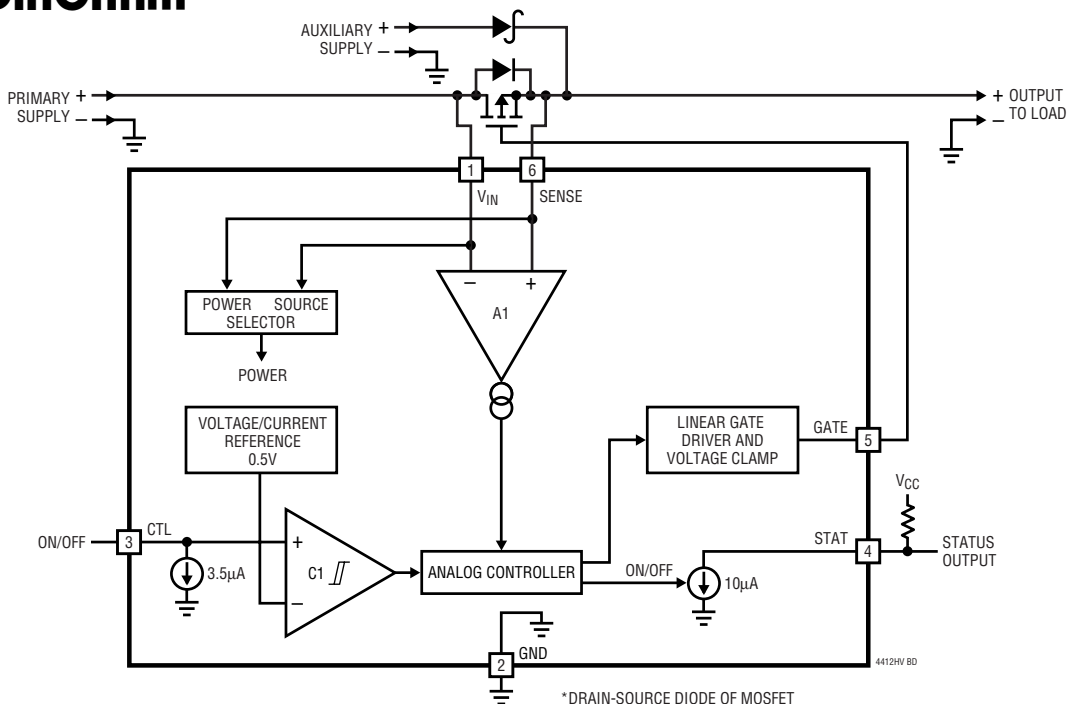 AUXILIARY +
SUPPLY –
PRIMARY +
SUPPLY –
+ OUTPUT
– TO LOAD
1
6
VIN
SENSE
–
+
A1
POWER SOURCE
SELECTOR
POWER
VOLTAGE/CURRENT
REFERENCE
0.5V
LINEAR GATE
DRIVER AND
VOLTAGE CLAMP
GATE
5
VCC
ON/OFF
3
CTL
3.5µA
+
–
C1
ANALOG CONTROLLER
ON/OFF
10µA
STAT
4
STATUS
OUTPUT
2
GND
4412HV BD
*DRAIN-SOURCE DIODE OF MOSFET